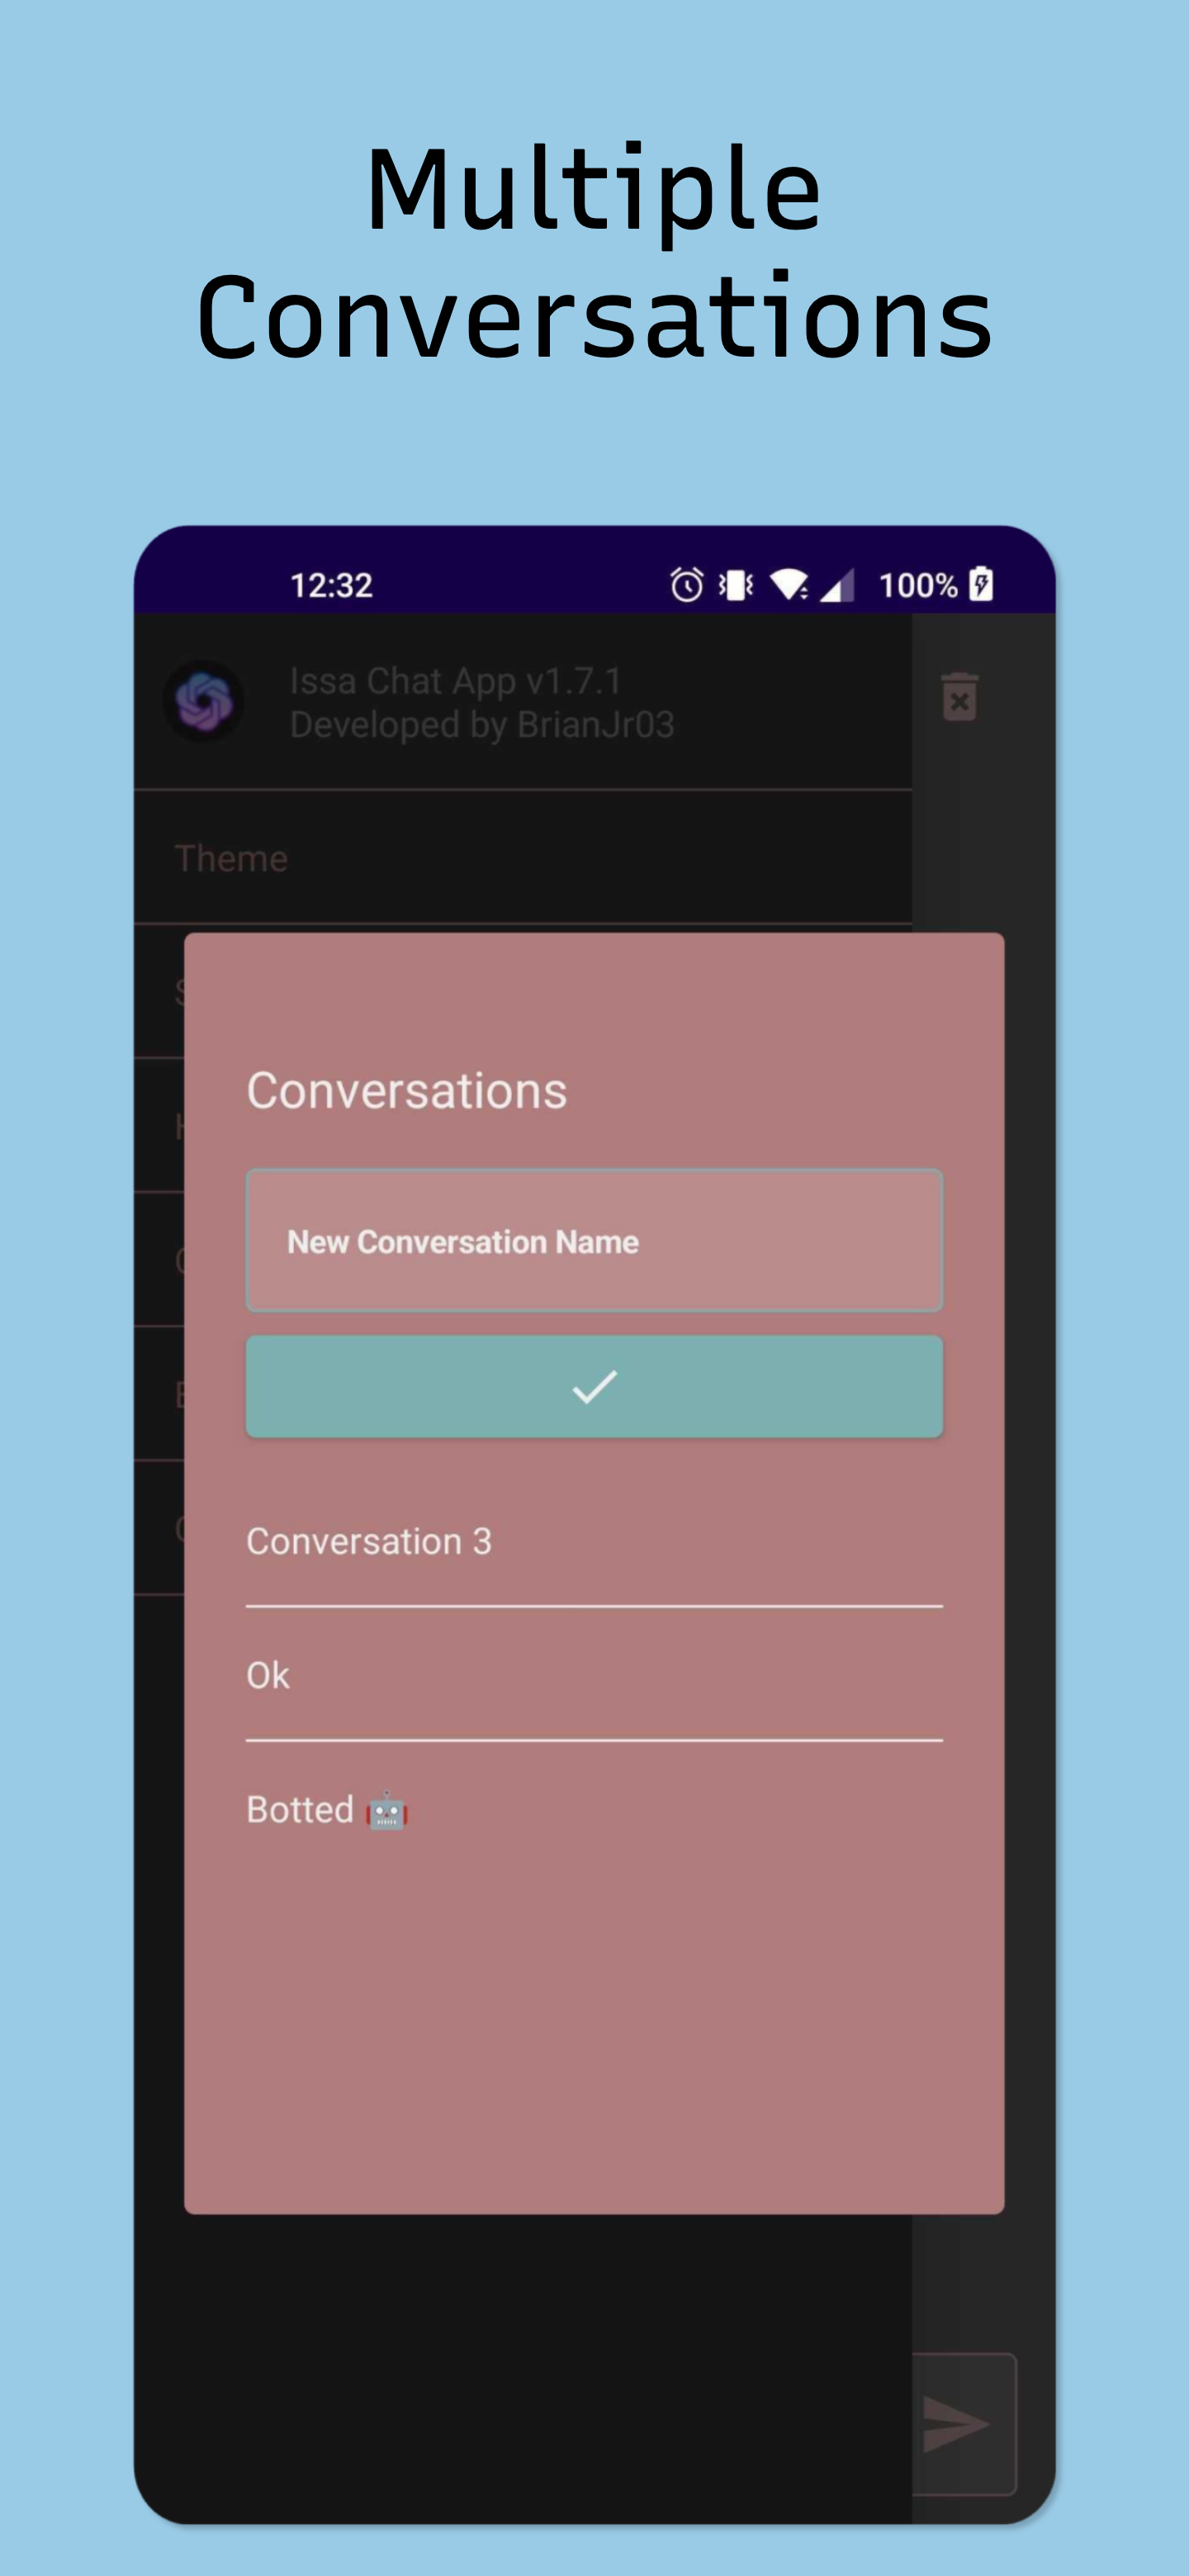 Multiple
Conversations
12:32
100%
Issa Chat App v1.7.1
Developed by BrianJr03
Theme
Conversations
New Conversation Name
Conversation 3
Ok
Botted 🤖